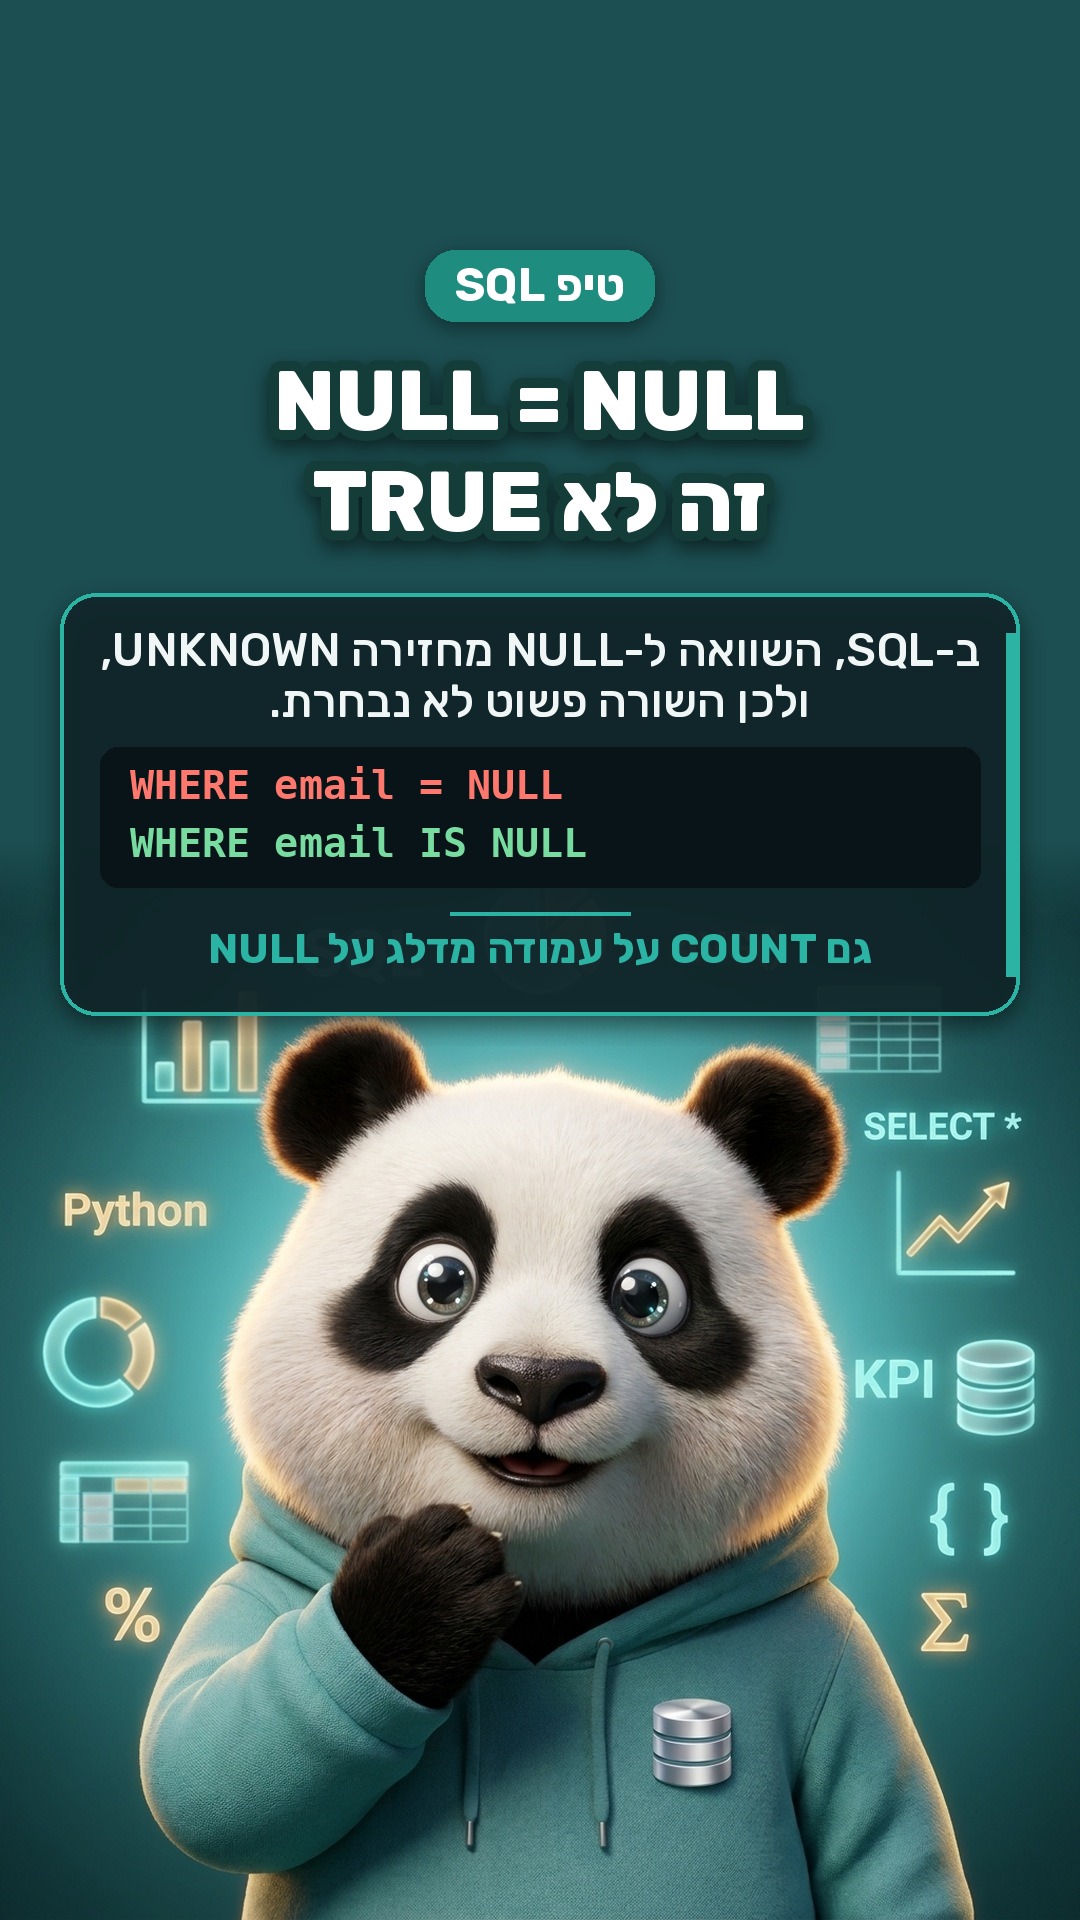 טיפ SQL
NULL = NULL
זה לא TRUE
ב-SQL, השוואה ל-NULL מחזירה UNKNOWN,
ולכן השורה פשוט לא נבחרת.
WHERE email = NULL
WHERE email IS NULL
גם COUNT על עמודה מדלג על NULL
SELECT *
Python
KPI
{ }
%
Σ